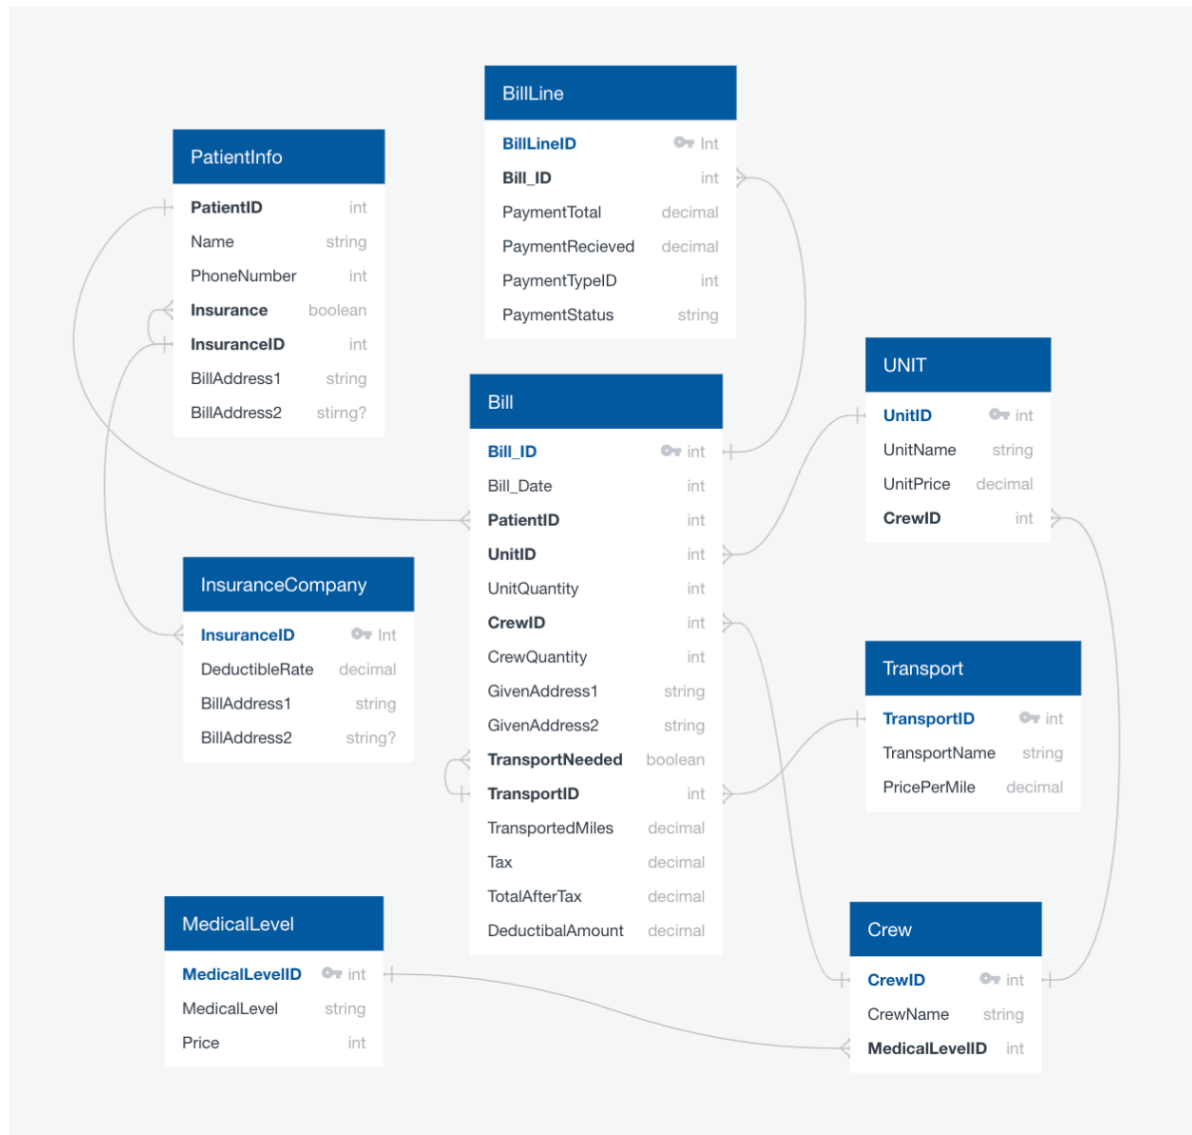 BillLine
BillLineID Int
Bill_ID int
PaymentTotal decimal
PaymentRecieved decimal
PaymentTypeID int
PaymentStatus string
PatientInfo
PatientID int
Name string
PhoneNumber int
Insurance boolean
InsuranceID int
BillAddress1 string
BillAddress2 stirng?
UNIT
UnitID int
UnitName string
UnitPrice decimal
CrewID int
Bill
Bill_ID int
Bill_Date int
PatientID int
UnitID int
UnitQuantity int
CrewID int
CrewQuantity int
GivenAddress1 string
GivenAddress2 string
TransportNeeded boolean
TransportID int
TransportedMiles decimal
Tax decimal
TotalAfterTax decimal
DeductibalAmount decimal
InsuranceCompany
InsuranceID Int
DeductibleRate decimal
BillAddress1 string
BillAddress2 string?
Transport
TransportID int
TransportName string
PricePerMile decimal
MedicalLevel
MedicalLevelID int
MedicalLevel string
Price int
Crew
CrewID int
CrewName string
MedicalLevelID int